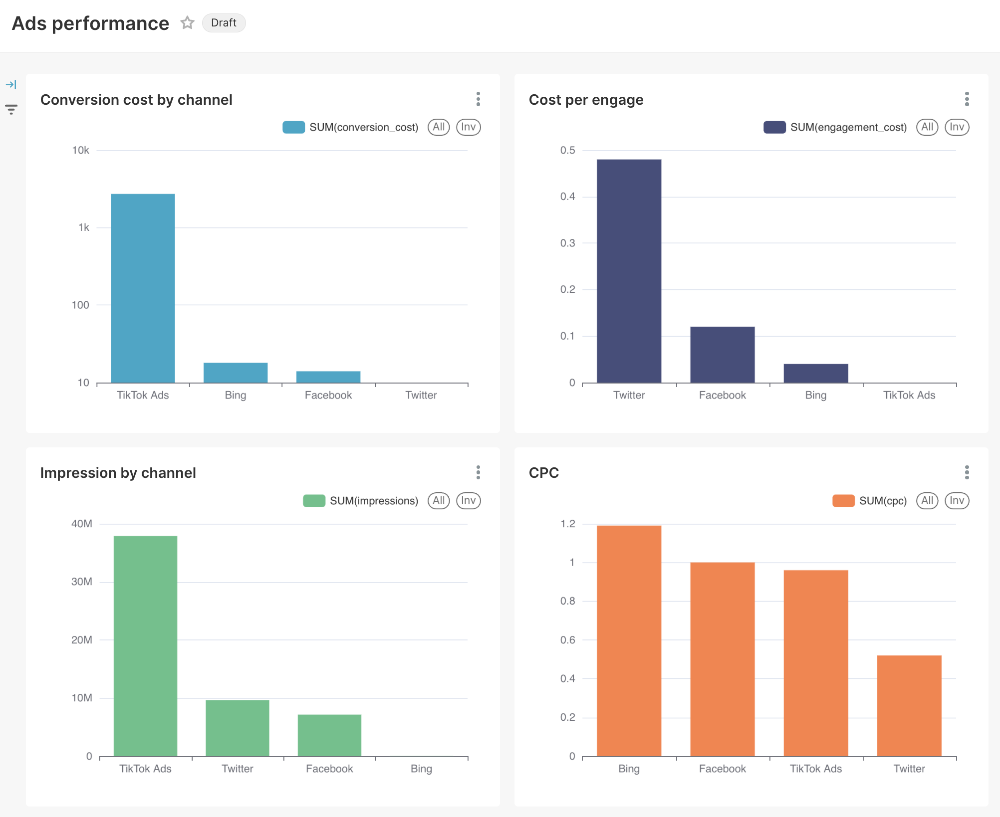 Ads performance Draft
Conversion cost by channel
SUM(conversion_cost) All Inv
10k
1k
100
10
TikTok Ads Bing Facebook Twitter
Cost per engage
SUM(engagement_cost) All Inv
0.5
0.4
0.3
0.2
0.1
0
Twitter Facebook Bing TikTok Ads
Impression by channel
SUM(impressions) All Inv
40M
30M
20M
10M
0
TikTok Ads Twitter Facebook Bing
CPC
SUM(cpc) All Inv
1.2
1
0.8
0.6
0.4
0.2
0
Bing Facebook TikTok Ads Twitter